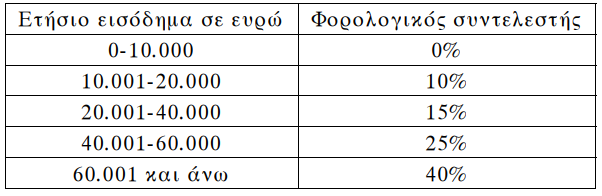 Ετήσιο εισόδημα σε ευρώ Φορολογικός συντελεστής
0-10.000 0%
10.001-20.000 10%
20.001-40.000 15%
40.001-60.000 25%
60.001 και άνω 40%